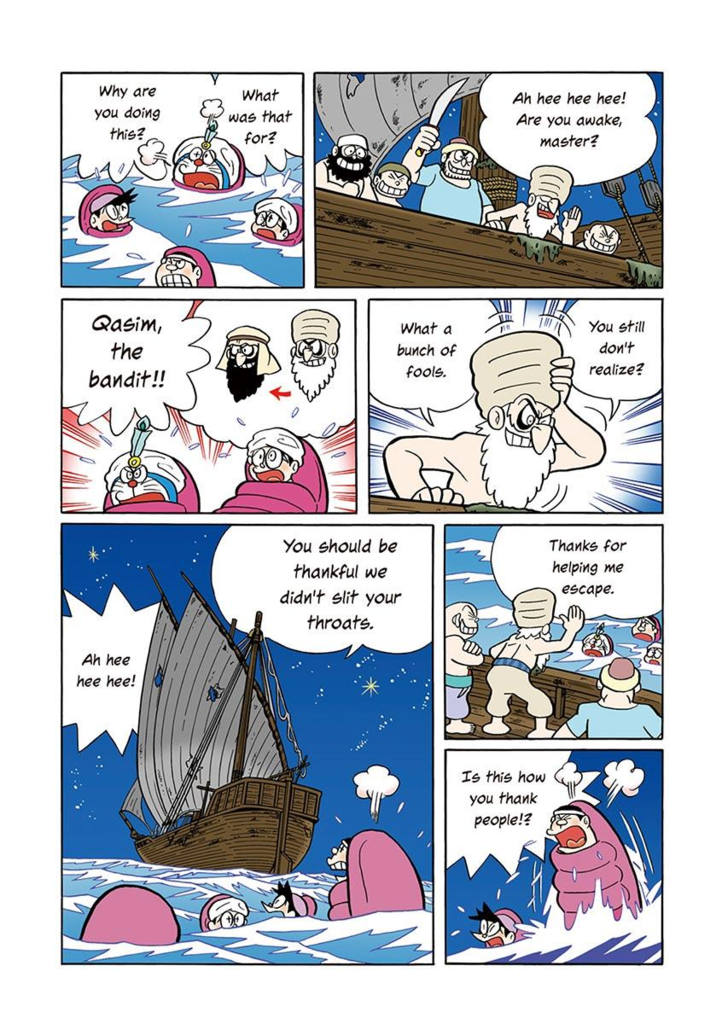 Why are
you doing
this?
What
was that
for?
Ah hee hee hee!
Are you awake,
master?
Qasim,
the
bandit!!
What a
bunch of
fools.
You still
don't
realize?
You should be
thankful we
didn't slit your
throats.
Ah hee
hee hee!
Thanks for
helping me
escape.
Is this how
you thank
people!?